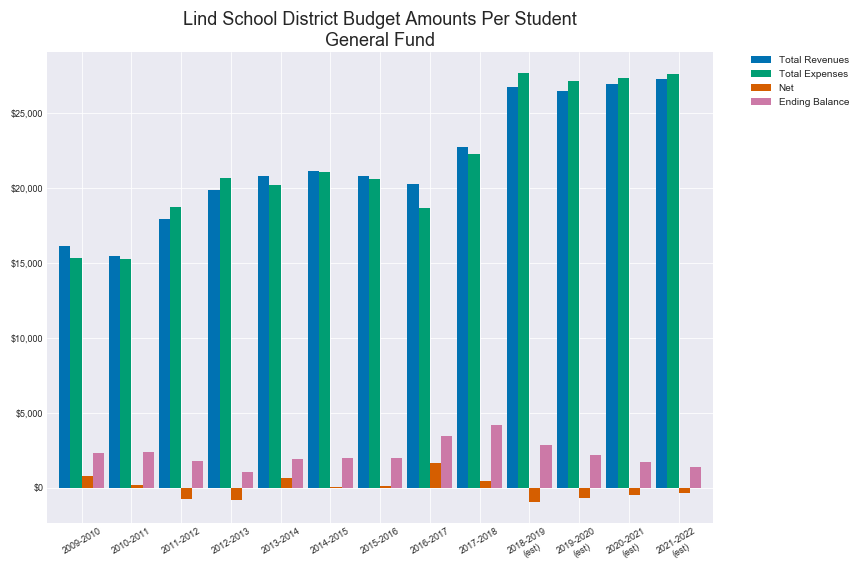 Lind School District Budget Amounts Per Student
General Fund
Total Revenues
Total Expenses
Net
Ending Balance
$25,000
$20,000
$15,000
$10,000
$5,000
$0
2009-2010
2010-2011
2011-2012
2012-2013
2013-2014
2014-2015
2015-2016
2016-2017
2017-2018
2018-2019
(est)
2019-2020
(est)
2020-2021
(est)
2021-2022
(est)